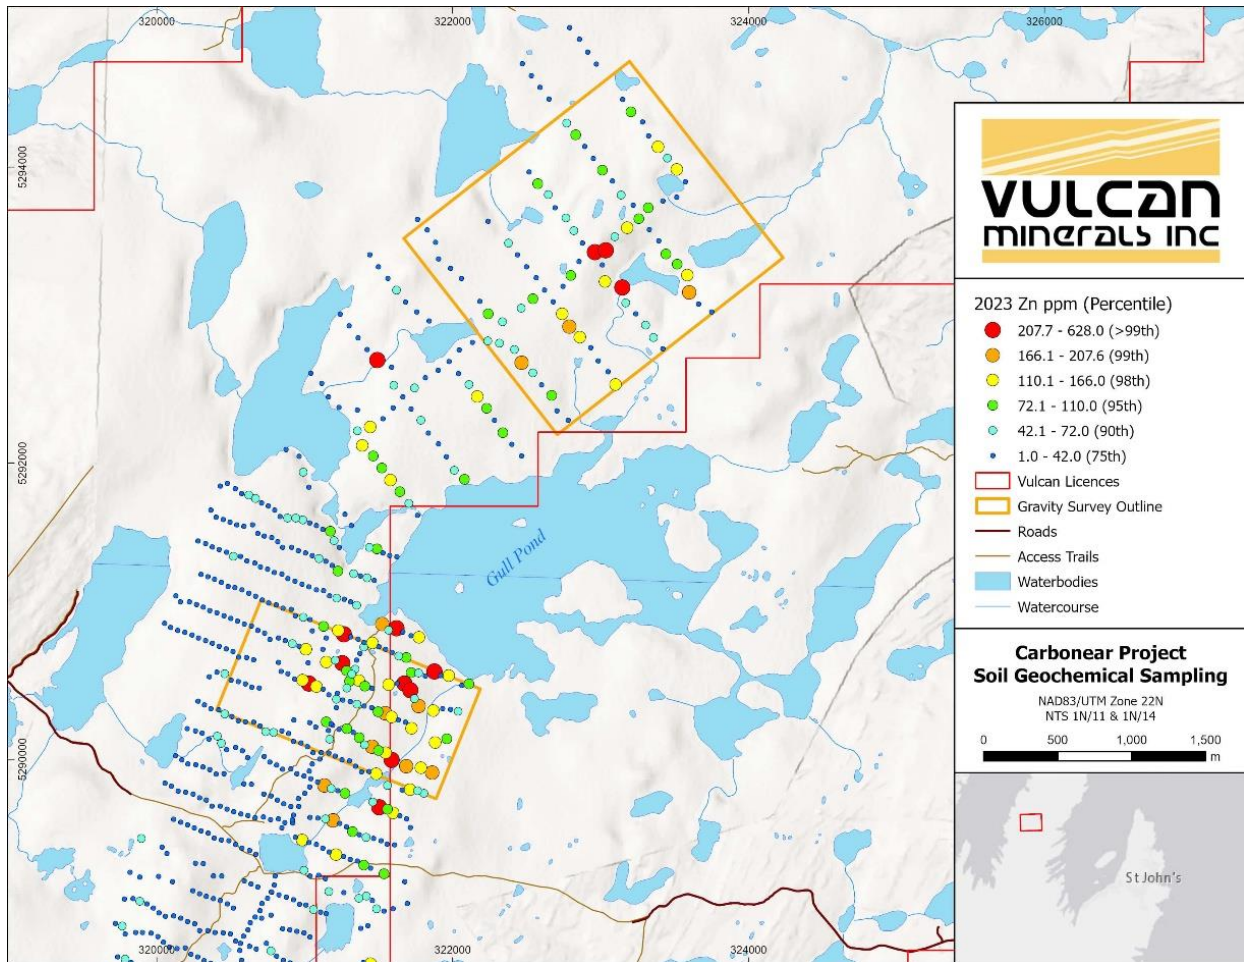 320000
322000
324000
326000
5294000
5292000
5290000
Gull Pond
VULCAN
MINERALS INC
2023 Zn ppm (Percentile)
207.7 - 628.0 (>99th)
166.1 - 207.6 (99th)
110.1 - 166.0 (98th)
72.1 - 110.0 (95th)
42.1 - 72.0 (90th)
1.0 - 42.0 (75th)
Vulcan Licences
Gravity Survey Outline
Roads
Access Trails
Waterbodies
Watercourse
Carbonear Project
Soil Geochemical Sampling
NAD83/UTM Zone 22N
NTS 1N/11 & 1N/14
0 500 1,000 1,500
m
St John's
320000
322000
324000